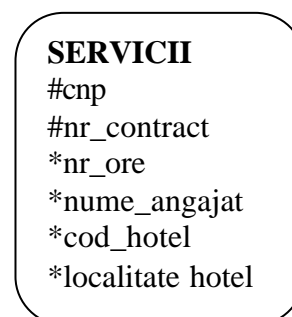 SERVICII
#cnp
#nr_contract
*nr_ore
*nume_angajat
*cod_hotel
*localitate hotel